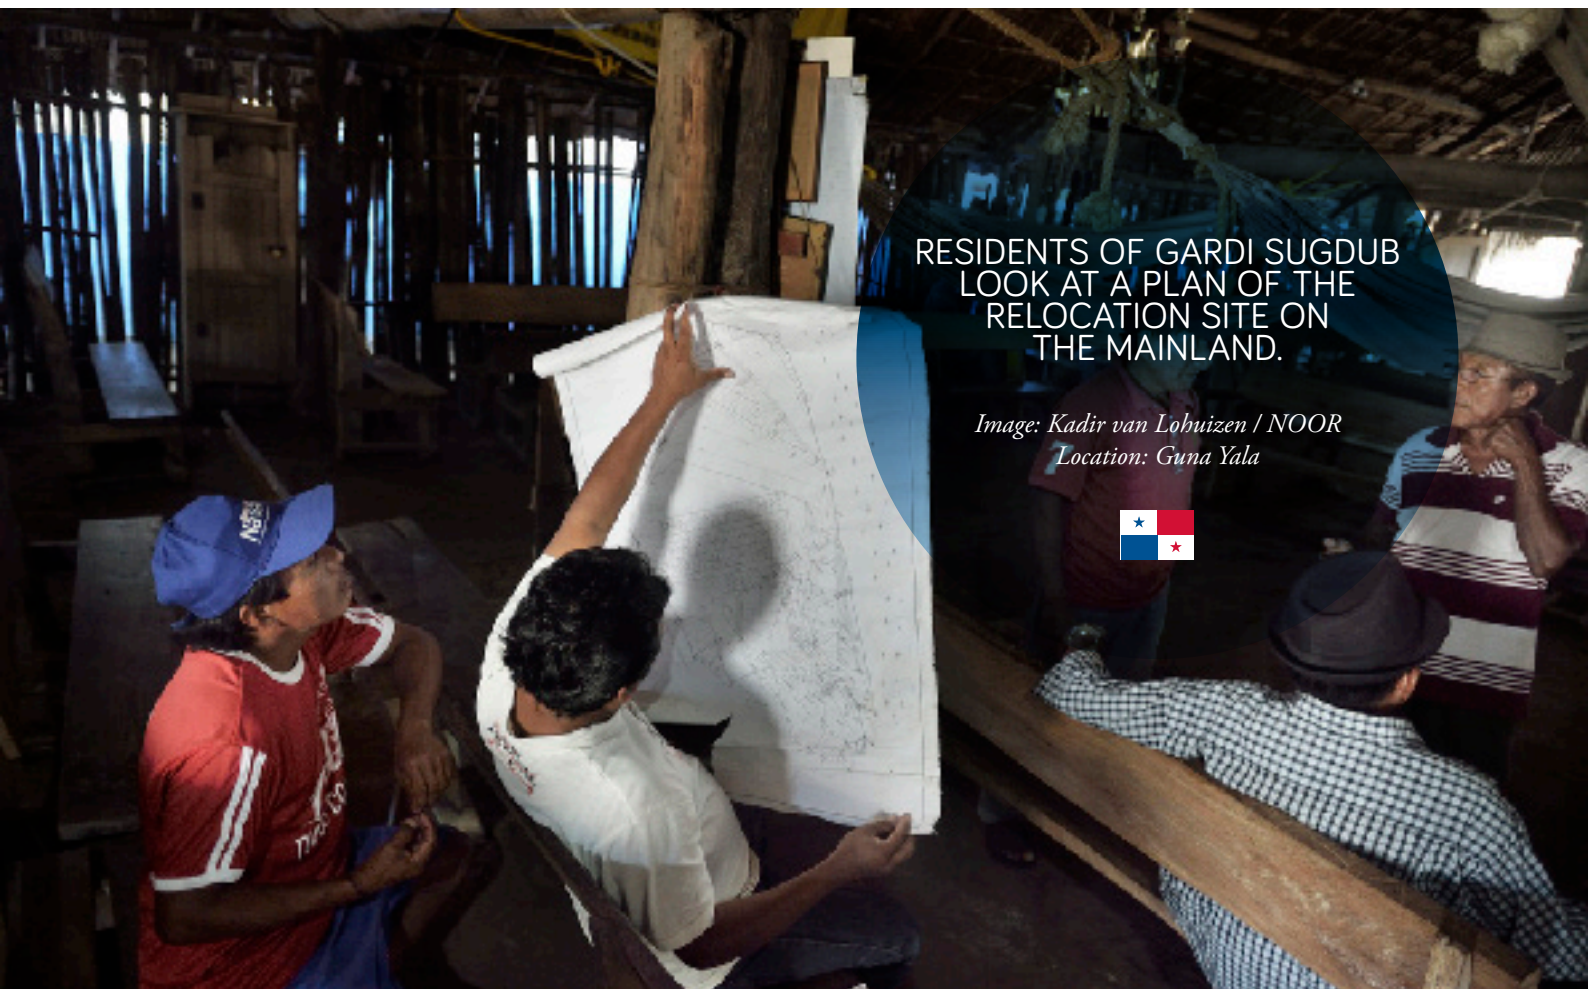 RESIDENTS OF GARDI SUGDUB
LOOK AT A PLAN OF THE
RELOCATION SITE ON
THE MAINLAND.
Image: Kadir van Lohuizen / NOOR
Location: Guna Yala